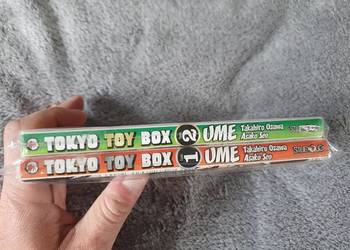 TOKYO TOY BOX 2 UME Takahiro Ozawa
Asako Seo
TOKYO TOY BOX 1 UME Takahiro Ozawa
Asako Seo